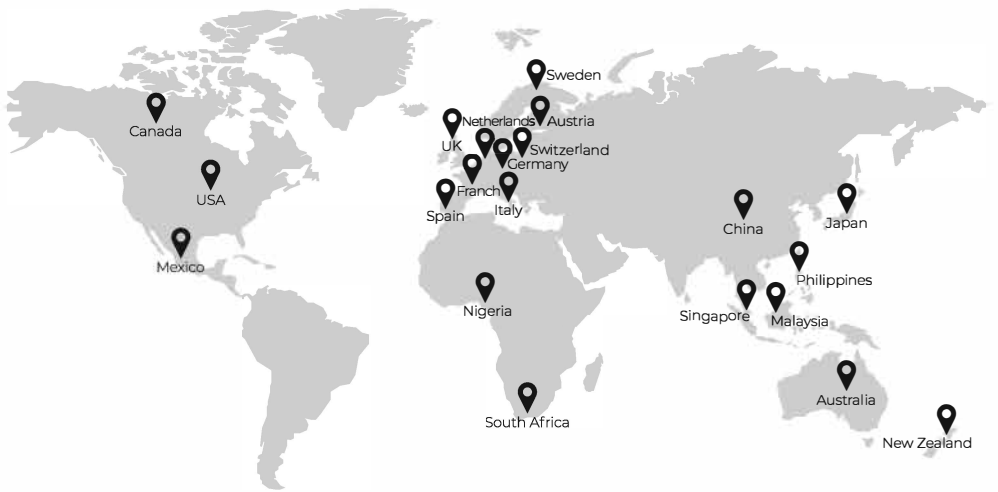 Sweden
Canada
Netherlands
Austria
UK
Switzerland
Germany
USA
Franch
Italy
Spain
China
Japan
Mexico
Philippines
Nigeria
Singapore
Malaysia
Australia
South Africa
New Zealand